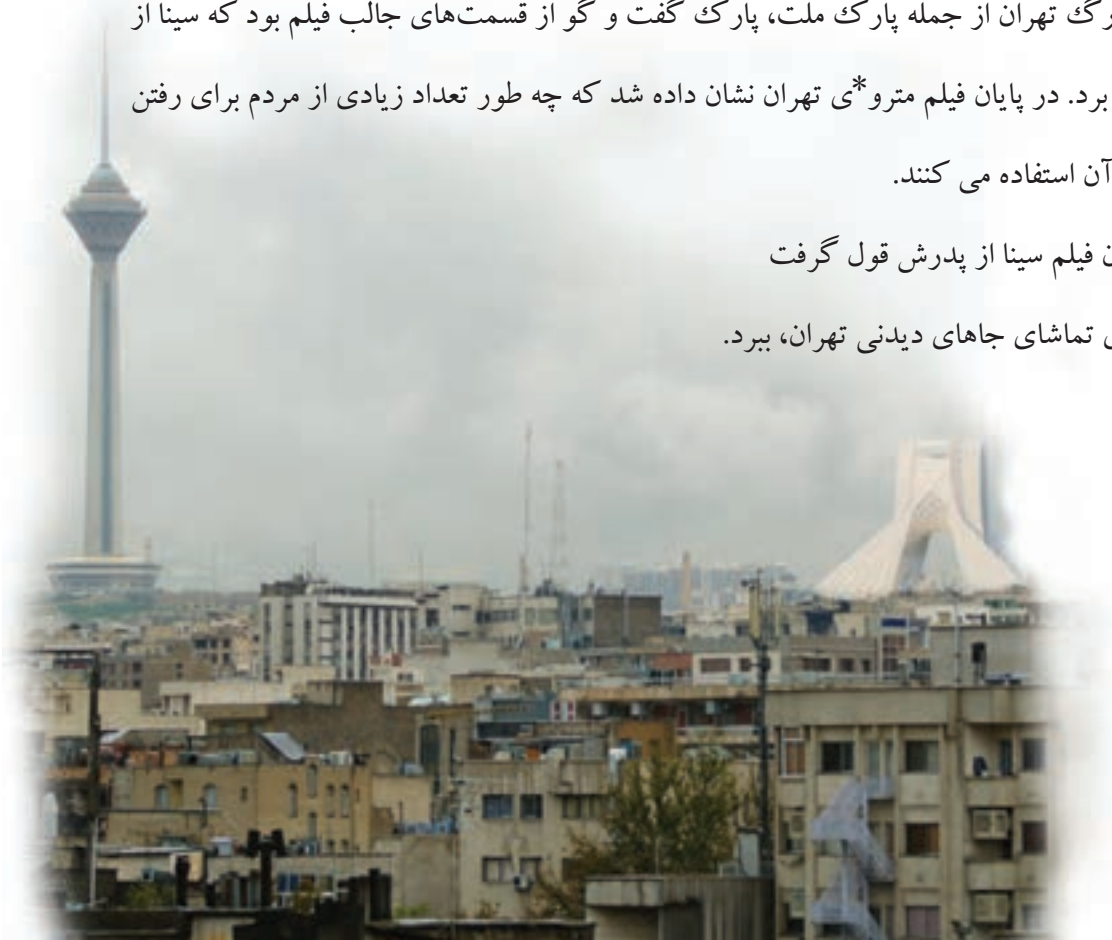 تهران از جمله پارک ملت، پارک گفت و گو از قسمت‌های جالب فیلم بود که سینا از
برد. در پایان فیلم مترو*ی تهران نشان داده شد که چه طور تعداد زیادی از مردم برای رفتن
آن استفاده می کنند.
فیلم سینا از پدرش قول گرفت
تماشای جاهای دیدنی تهران، ببرد.